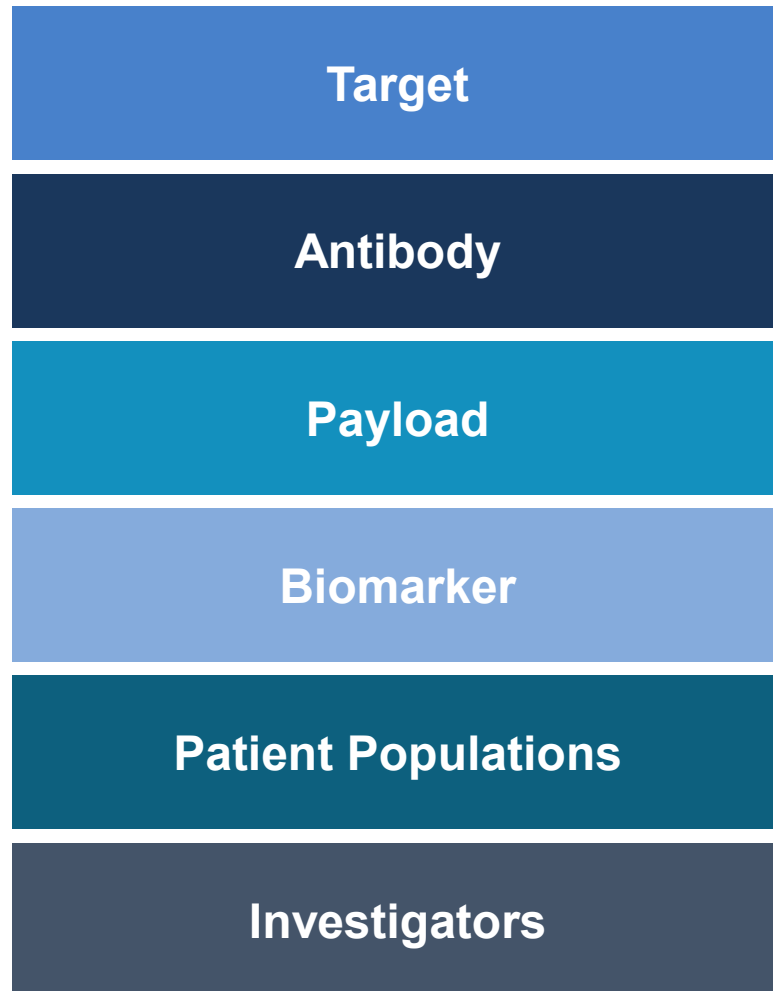 Target
Antibody
Payload
Biomarker
Patient Populations
Investigators